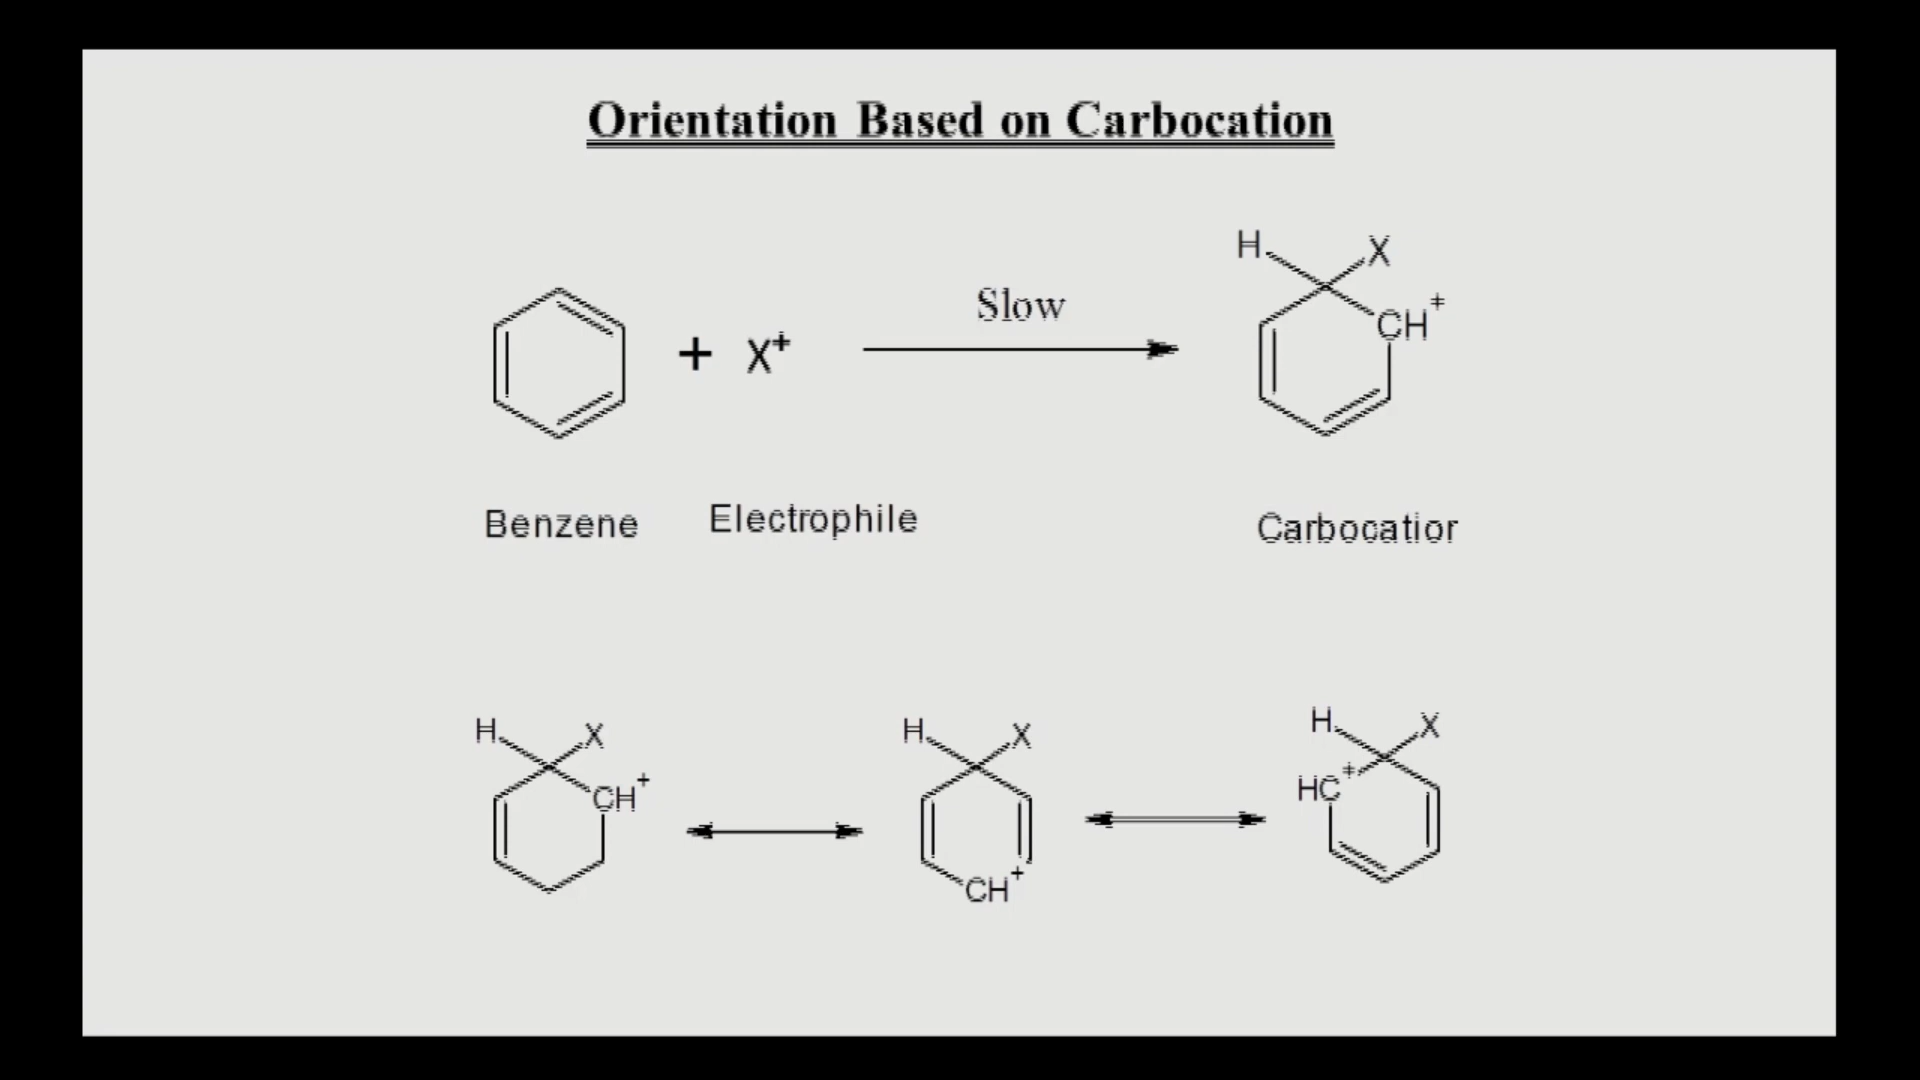 Orientation Based on Carbocation
H X
Slow
CH+
+ X+
Benzene Electrophile Carbocatior
H X H X H X
CH+ HC+
CH+